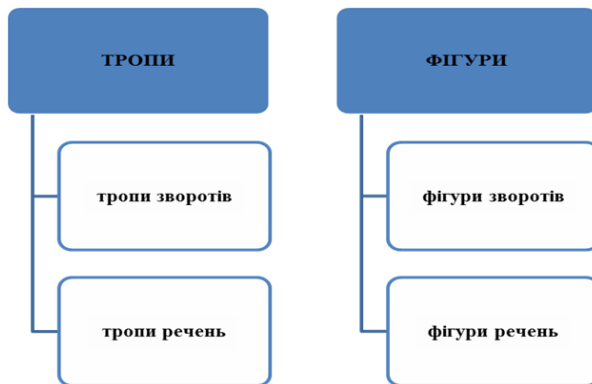 ТРОПИ
тропи зворотів
тропи речень
ФІГУРИ
фігури зворотів
фігури речень